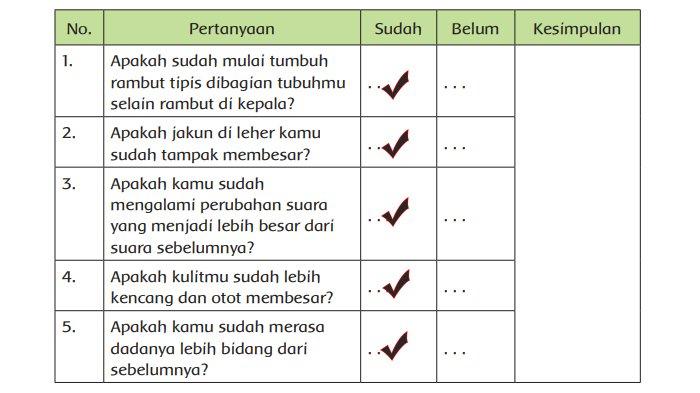 No. Pertanyaan Sudah Belum Kesimpulan
1. Apakah sudah mulai tumbuh
rambut tipis dibagian tubuhmu
selain rambut di kepala?
. . . . .
2. Apakah jakun di leher kamu
sudah tampak membesar?
. . . . .
3. Apakah kamu sudah
mengalami perubahan suara
yang menjadi lebih besar dari
suara sebelumnya?
. . . . .
4. Apakah kulitmu sudah lebih
kencang dan otot membesar?
. . . . .
5. Apakah kamu sudah merasa
dadanya lebih bidang dari
sebelumnya?
. . . . .